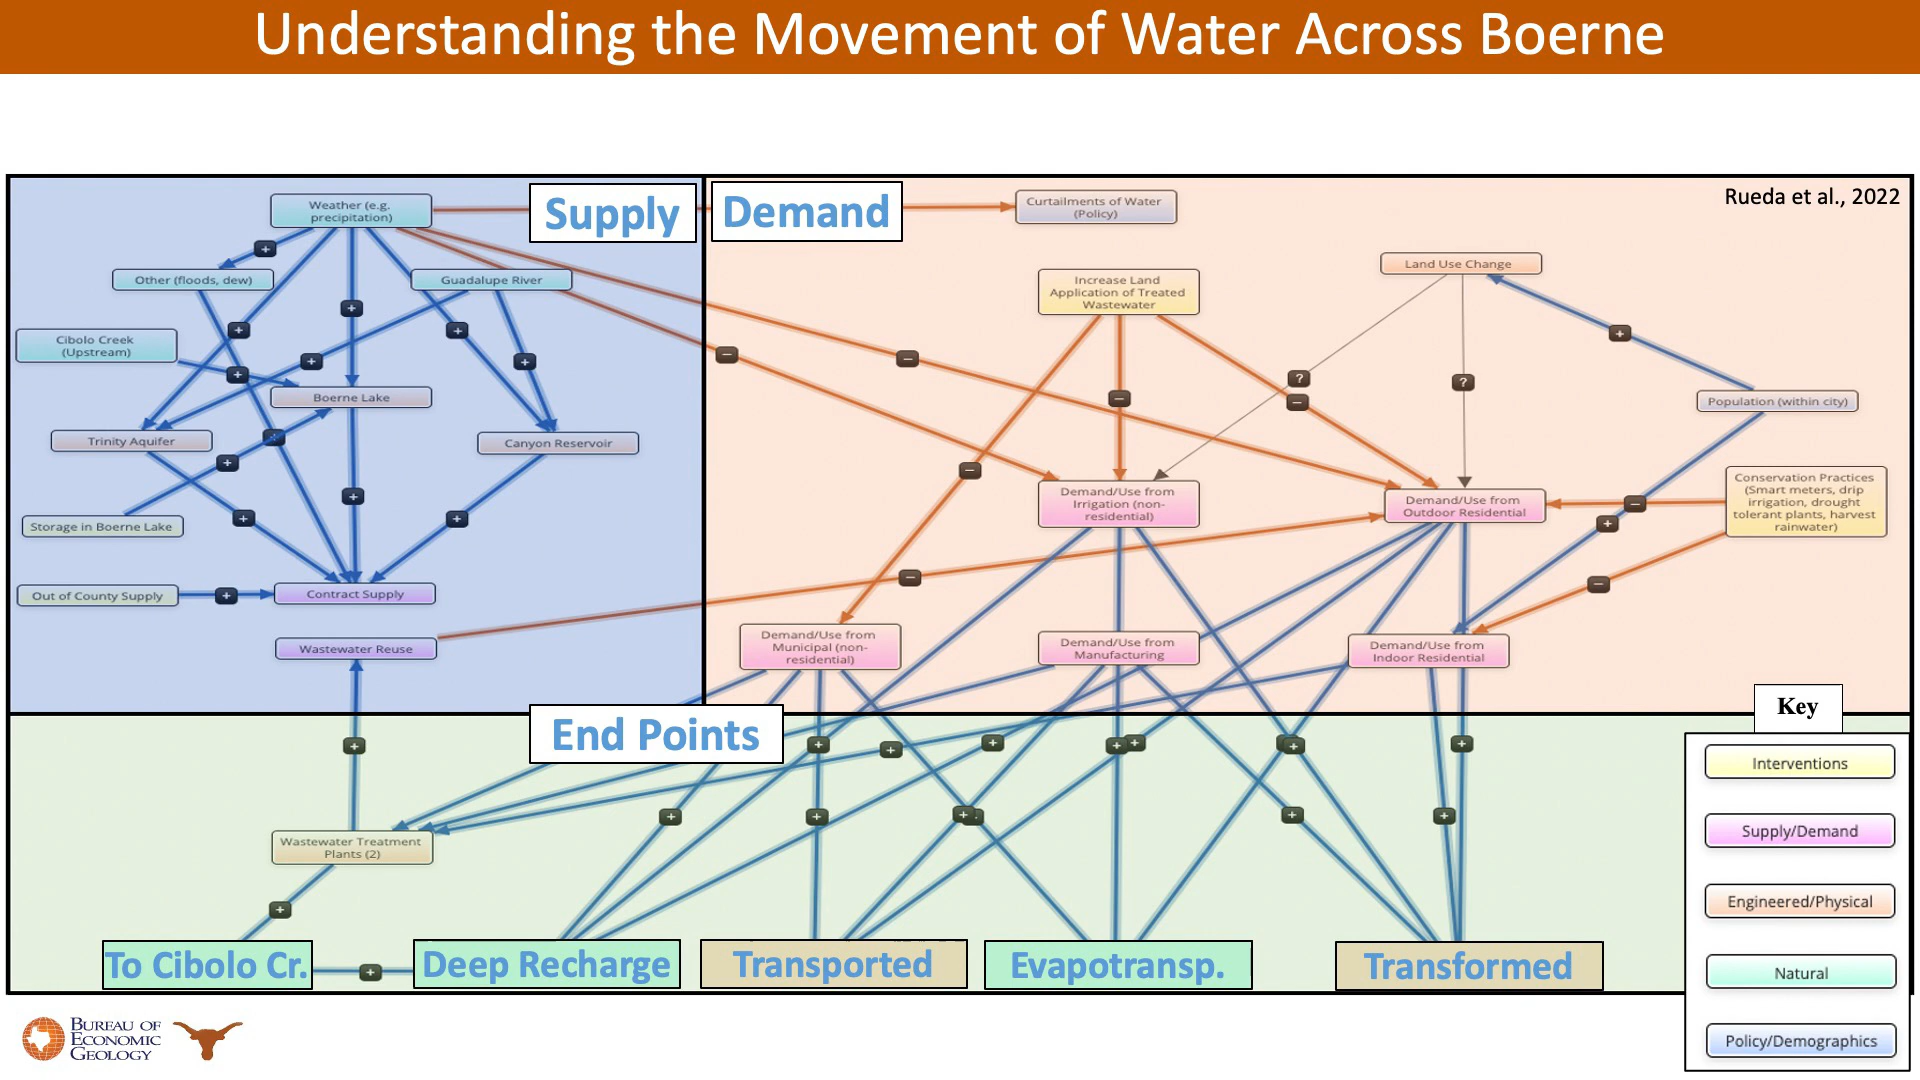 Understanding the Movement of Water Across Boerne
Supply
Demand
Rueda et al., 2022
Weather (e.g.
precipitation)
Curtailments of Water
(Policy)
Other (floods, dew)
Guadalupe River
Increase Land
Application of Treated
Wastewater
Land Use Change
Cibolo Creek
(Upstream)
Boerne Lake
Population (within city)
Trinity Aquifer
Canyon Reservoir
Demand/Use from
Irrigation (non-
residential)
Demand/Use from
Outdoor Residential
Conservation Practices
(Smart meters, drip
irrigation, drought
tolerant plants, harvest
rainwater)
Storage in Boerne Lake
Out of County Supply
Contract Supply
Wastewater Reuse
Demand/Use from
Municipal (non-
residential)
Demand/Use from
Manufacturing
Demand/Use from
Indoor Residential
End Points
Wastewater Treatment
Plants (2)
To Cibolo Cr.
Deep Recharge
Transported
Evapotransp.
Transformed
Key
Interventions
Supply/Demand
Engineered/Physical
Natural
Policy/Demographics
BUREAU OF
ECONOMIC
GEOLOGY